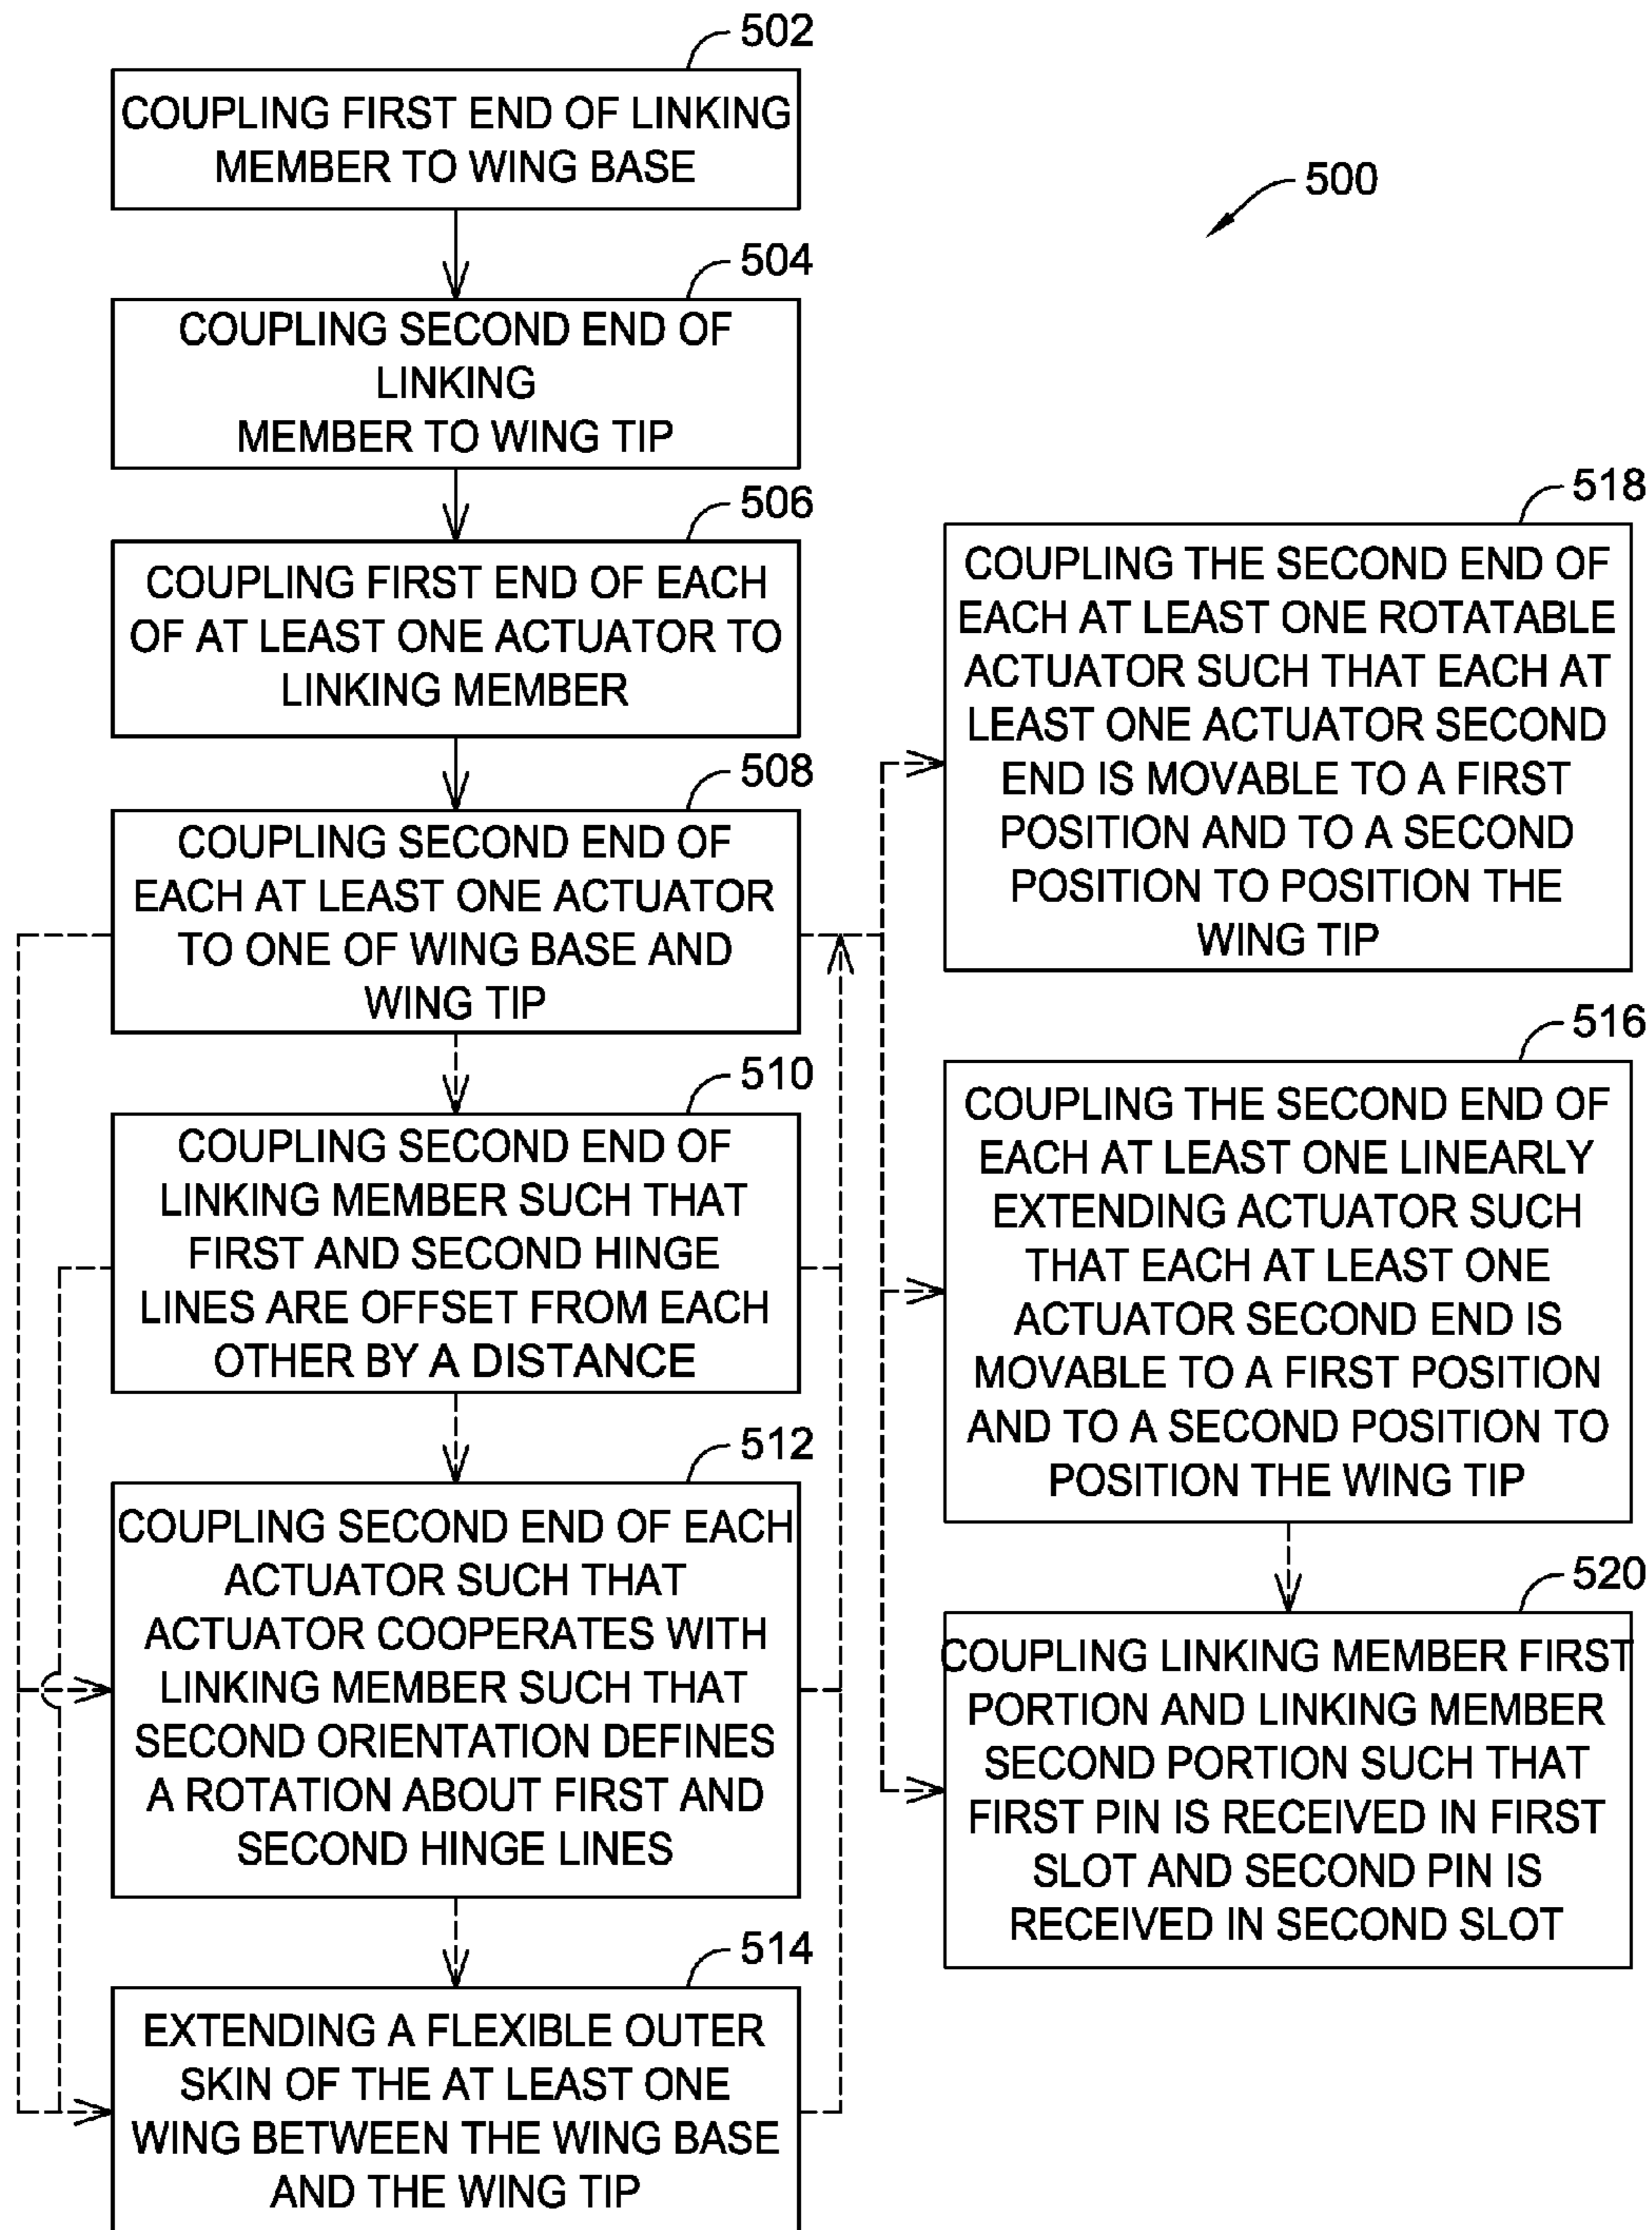 502
COUPLING FIRST END OF LINKING
MEMBER TO WING BASE
500
504
COUPLING SECOND END OF
LINKING
MEMBER TO WING TIP
506
COUPLING FIRST END OF EACH
OF AT LEAST ONE ACTUATOR TO
LINKING MEMBER
508
COUPLING SECOND END OF
EACH AT LEAST ONE ACTUATOR
TO ONE OF WING BASE AND
WING TIP
510
COUPLING SECOND END OF
LINKING MEMBER SUCH THAT
FIRST AND SECOND HINGE
LINES ARE OFFSET FROM EACH
OTHER BY A DISTANCE
512
COUPLING SECOND END OF EACH
ACTUATOR SUCH THAT
ACTUATOR COOPERATES WITH
LINKING MEMBER SUCH THAT
SECOND ORIENTATION DEFINES
A ROTATION ABOUT FIRST AND
SECOND HINGE LINES
514
EXTENDING A FLEXIBLE OUTER
SKIN OF THE AT LEAST ONE
WING BETWEEN THE WING BASE
AND THE WING TIP
518
COUPLING THE SECOND END OF
EACH AT LEAST ONE ROTATABLE
ACTUATOR SUCH THAT EACH AT
LEAST ONE ACTUATOR SECOND
END IS MOVABLE TO A FIRST
POSITION AND TO A SECOND
POSITION TO POSITION THE
WING TIP
516
COUPLING THE SECOND END OF
EACH AT LEAST ONE LINEARLY
EXTENDING ACTUATOR SUCH
THAT EACH AT LEAST ONE
ACTUATOR SECOND END IS
MOVABLE TO A FIRST POSITION
AND TO A SECOND POSITION TO
POSITION THE WING TIP
520
COUPLING LINKING MEMBER FIRST
PORTION AND LINKING MEMBER
SECOND PORTION SUCH THAT
FIRST PIN IS RECEIVED IN FIRST
SLOT AND SECOND PIN IS
RECEIVED IN SECOND SLOT